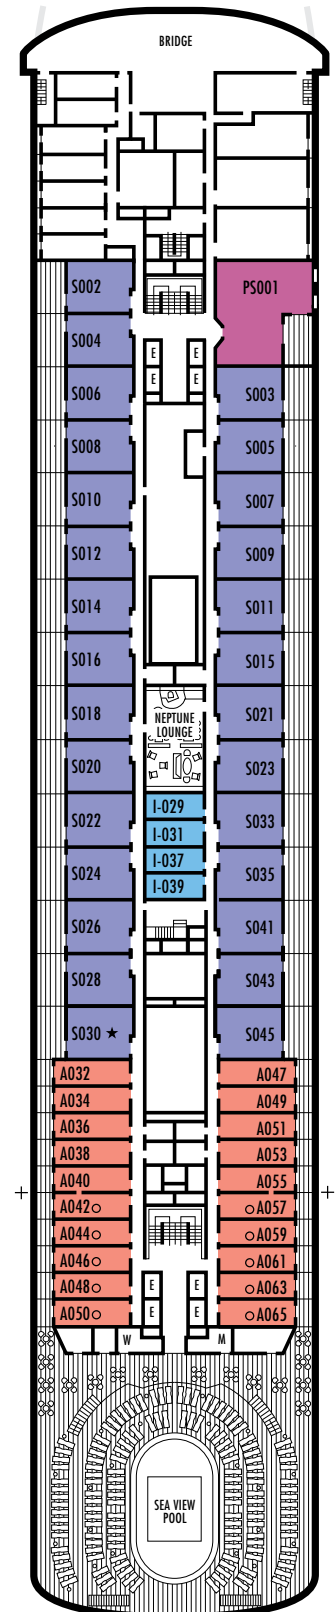 BRIDGE
S002
PS001
S004
E E
E E
S006
S003
S008
S005
S010
S007
S012
S009
S014
S011
S016
S015
S018
NEPTUNE
LOUNGE
S021
S020
S023
I-029
S022
I-031
S033
I-037
S024
I-039
S035
S026
S041
S028
S043
S030 ★
S045
A032
A047
A034
A049
A036
A051
A038
A053
A040
A055
A042○
○A057
A044○
○A059
A046○
○A061
A048○
E E
○A063
A050○
E E
○A065
W
M
SEA VIEW
POOL